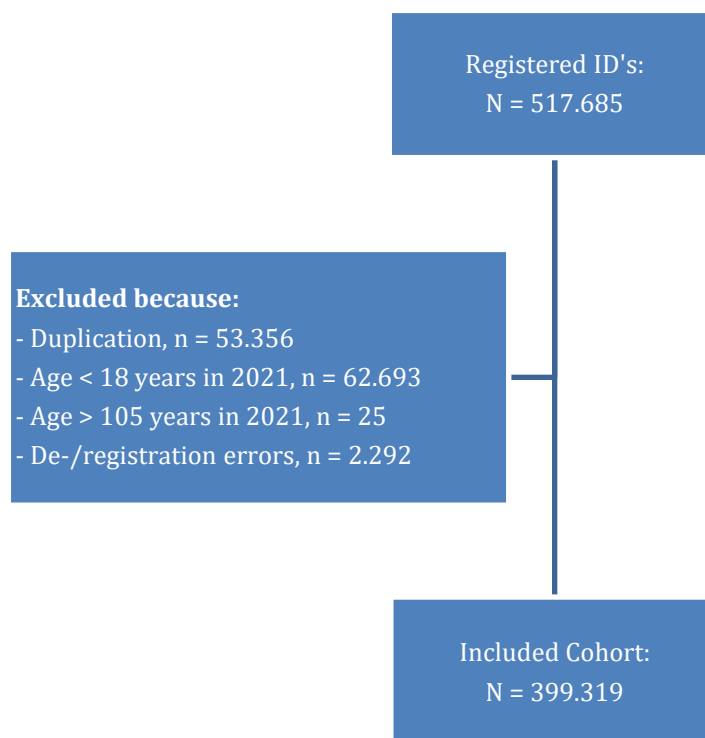 Registered ID's:
N = 517.685
Excluded because:
- Duplication, n = 53.356
- Age < 18 years in 2021, n = 62.693
- Age > 105 years in 2021, n = 25
- De-/registration errors, n = 2.292
Included Cohort:
N = 399.319